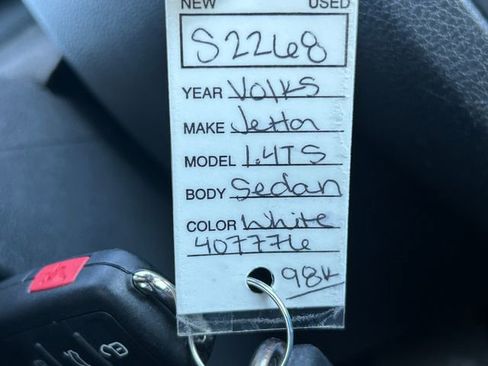 NEW USED
S2268
YEAR Volks
MAKE Jetta
MODEL 1.4TS
BODY Sedan
COLOR White
407776
98k